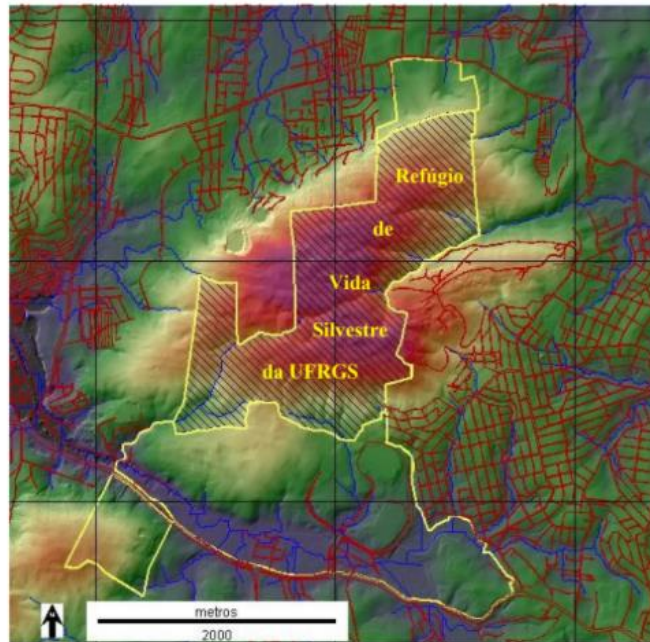 Refúgio
de
Vida
Silvestre
da UFRGS
N
metros
2000